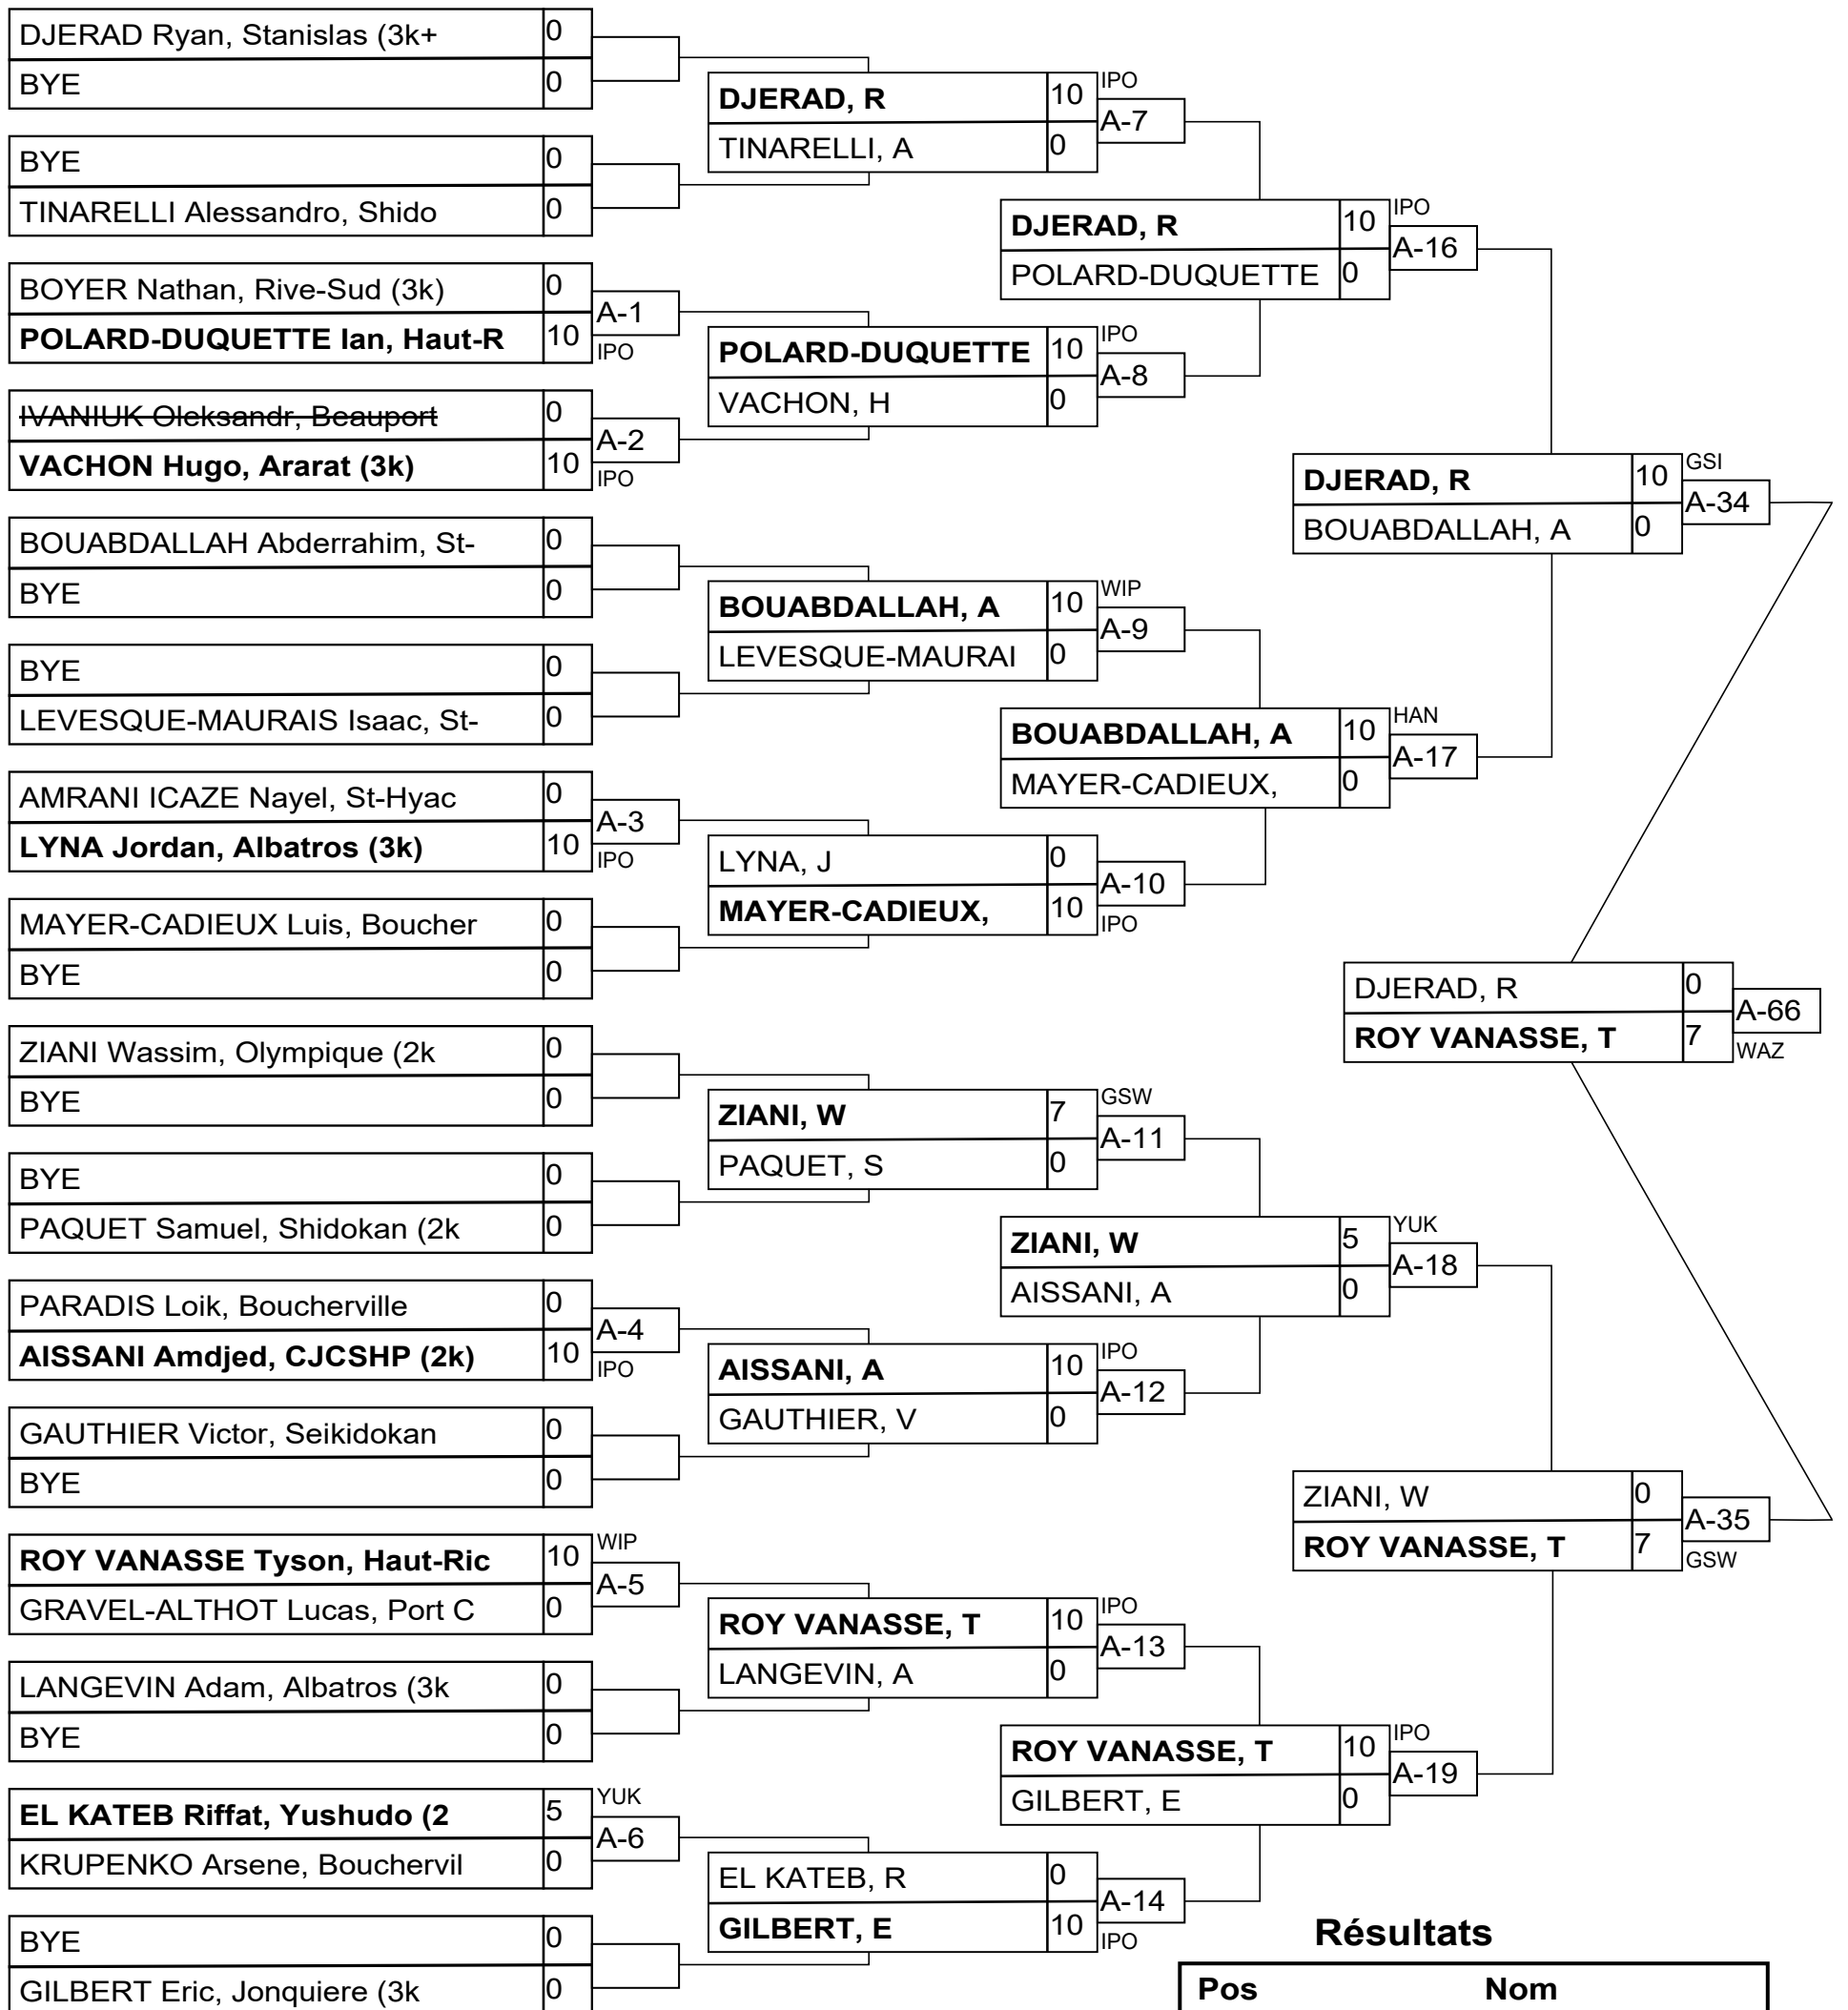 DJERAD Ryan, Stanislas (3k+ 0
BYE 0
BYE 0
TINARELLI Alessandro, Shido 0
BOYER Nathan, Rive-Sud (3k) 0
A-1
POLARD-DUQUETTE Ian, Haut-R 10 IPO
IVANIUK Oleksandr, Beauport 0
A-2
VACHON Hugo, Ararat (3k) 10 IPO
BOUABDALLAH Abderrahim, St- 0
BYE 0
BYE 0
LEVESQUE-MAURAIS Isaac, St- 0
AMRANI ICAZE Nayel, St-Hyac 0
A-3
LYNA Jordan, Albatros (3k) 10 IPO
MAYER-CADIEUX Luis, Boucher 0
BYE 0
ZIANI Wassim, Olympique (2k 0
BYE 0
BYE 0
PAQUET Samuel, Shidokan (2k 0
PARADIS Loik, Boucherville 0
A-4
AISSANI Amdjed, CJCSHP (2k) 10 IPO
GAUTHIER Victor, Seikidokan 0
BYE 0
ROY VANASSE Tyson, Haut-Ric 10 WIP
A-5
GRAVEL-ALTHOT Lucas, Port C 0
LANGEVIN Adam, Albatros (3k 0
BYE 0
EL KATEB Riffat, Yushudo (2 5 YUK
A-6
KRUPENKO Arsene, Bouchervil 0
BYE 0
GILBERT Eric, Jonquiere (3k 0
DJERAD, R 10 IPO
A-7
TINARELLI, A 0
POLARD-DUQUETTE 10 IPO
A-8
VACHON, H 0
BOUABDALLAH, A 10 WIP
A-9
LEVESQUE-MAURAI 0
LYNA, J 0
A-10
MAYER-CADIEUX, 10 IPO
ZIANI, W 7 GSW
A-11
PAQUET, S 0
AISSANI, A 10 IPO
A-12
GAUTHIER, V 0
ROY VANASSE, T 10 IPO
A-13
LANGEVIN, A 0
EL KATEB, R 0
A-14
GILBERT, E 10 IPO
DJERAD, R 10 IPO
A-16
POLARD-DUQUETTE 0
BOUABDALLAH, A 10 HAN
A-17
MAYER-CADIEUX, 0
ZIANI, W 5 YUK
A-18
AISSANI, A 0
ROY VANASSE, T 10 IPO
A-19
GILBERT, E 0
DJERAD, R 10 GSI
A-34
BOUABDALLAH, A 0
ZIANI, W 0
A-35
ROY VANASSE, T 7 GSW
DJERAD, R 0
A-66
ROY VANASSE, T 7 WAZ
Résultats
Pos Nom